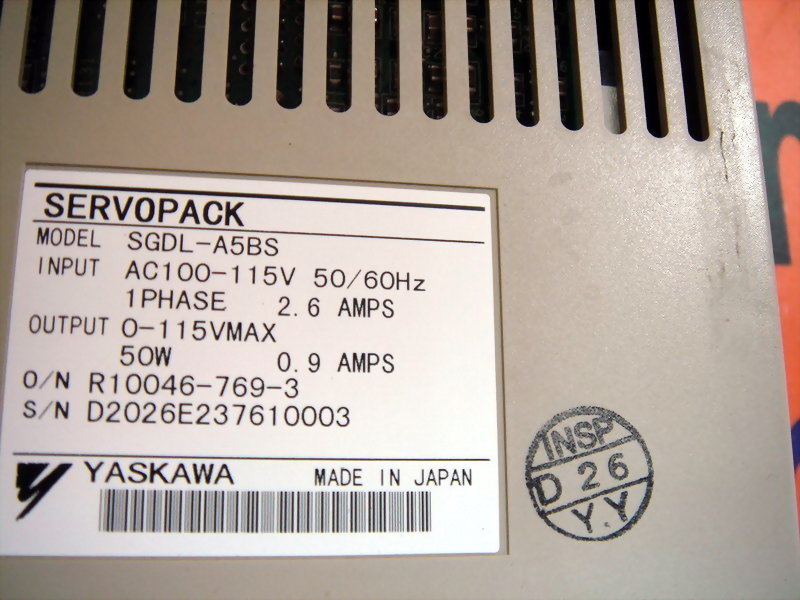 SERVOPACK
MODEL SGDL-A5BS
INPUT AC100-115V 50/60Hz
1PHASE 2.6 AMPS
OUTPUT 0-115VMAX
50W 0.9 AMPS
O/N R10046-769-3
S/N D2026E237610003
YASKAWA MADE IN JAPAN
INSP
D 26
Y.Y